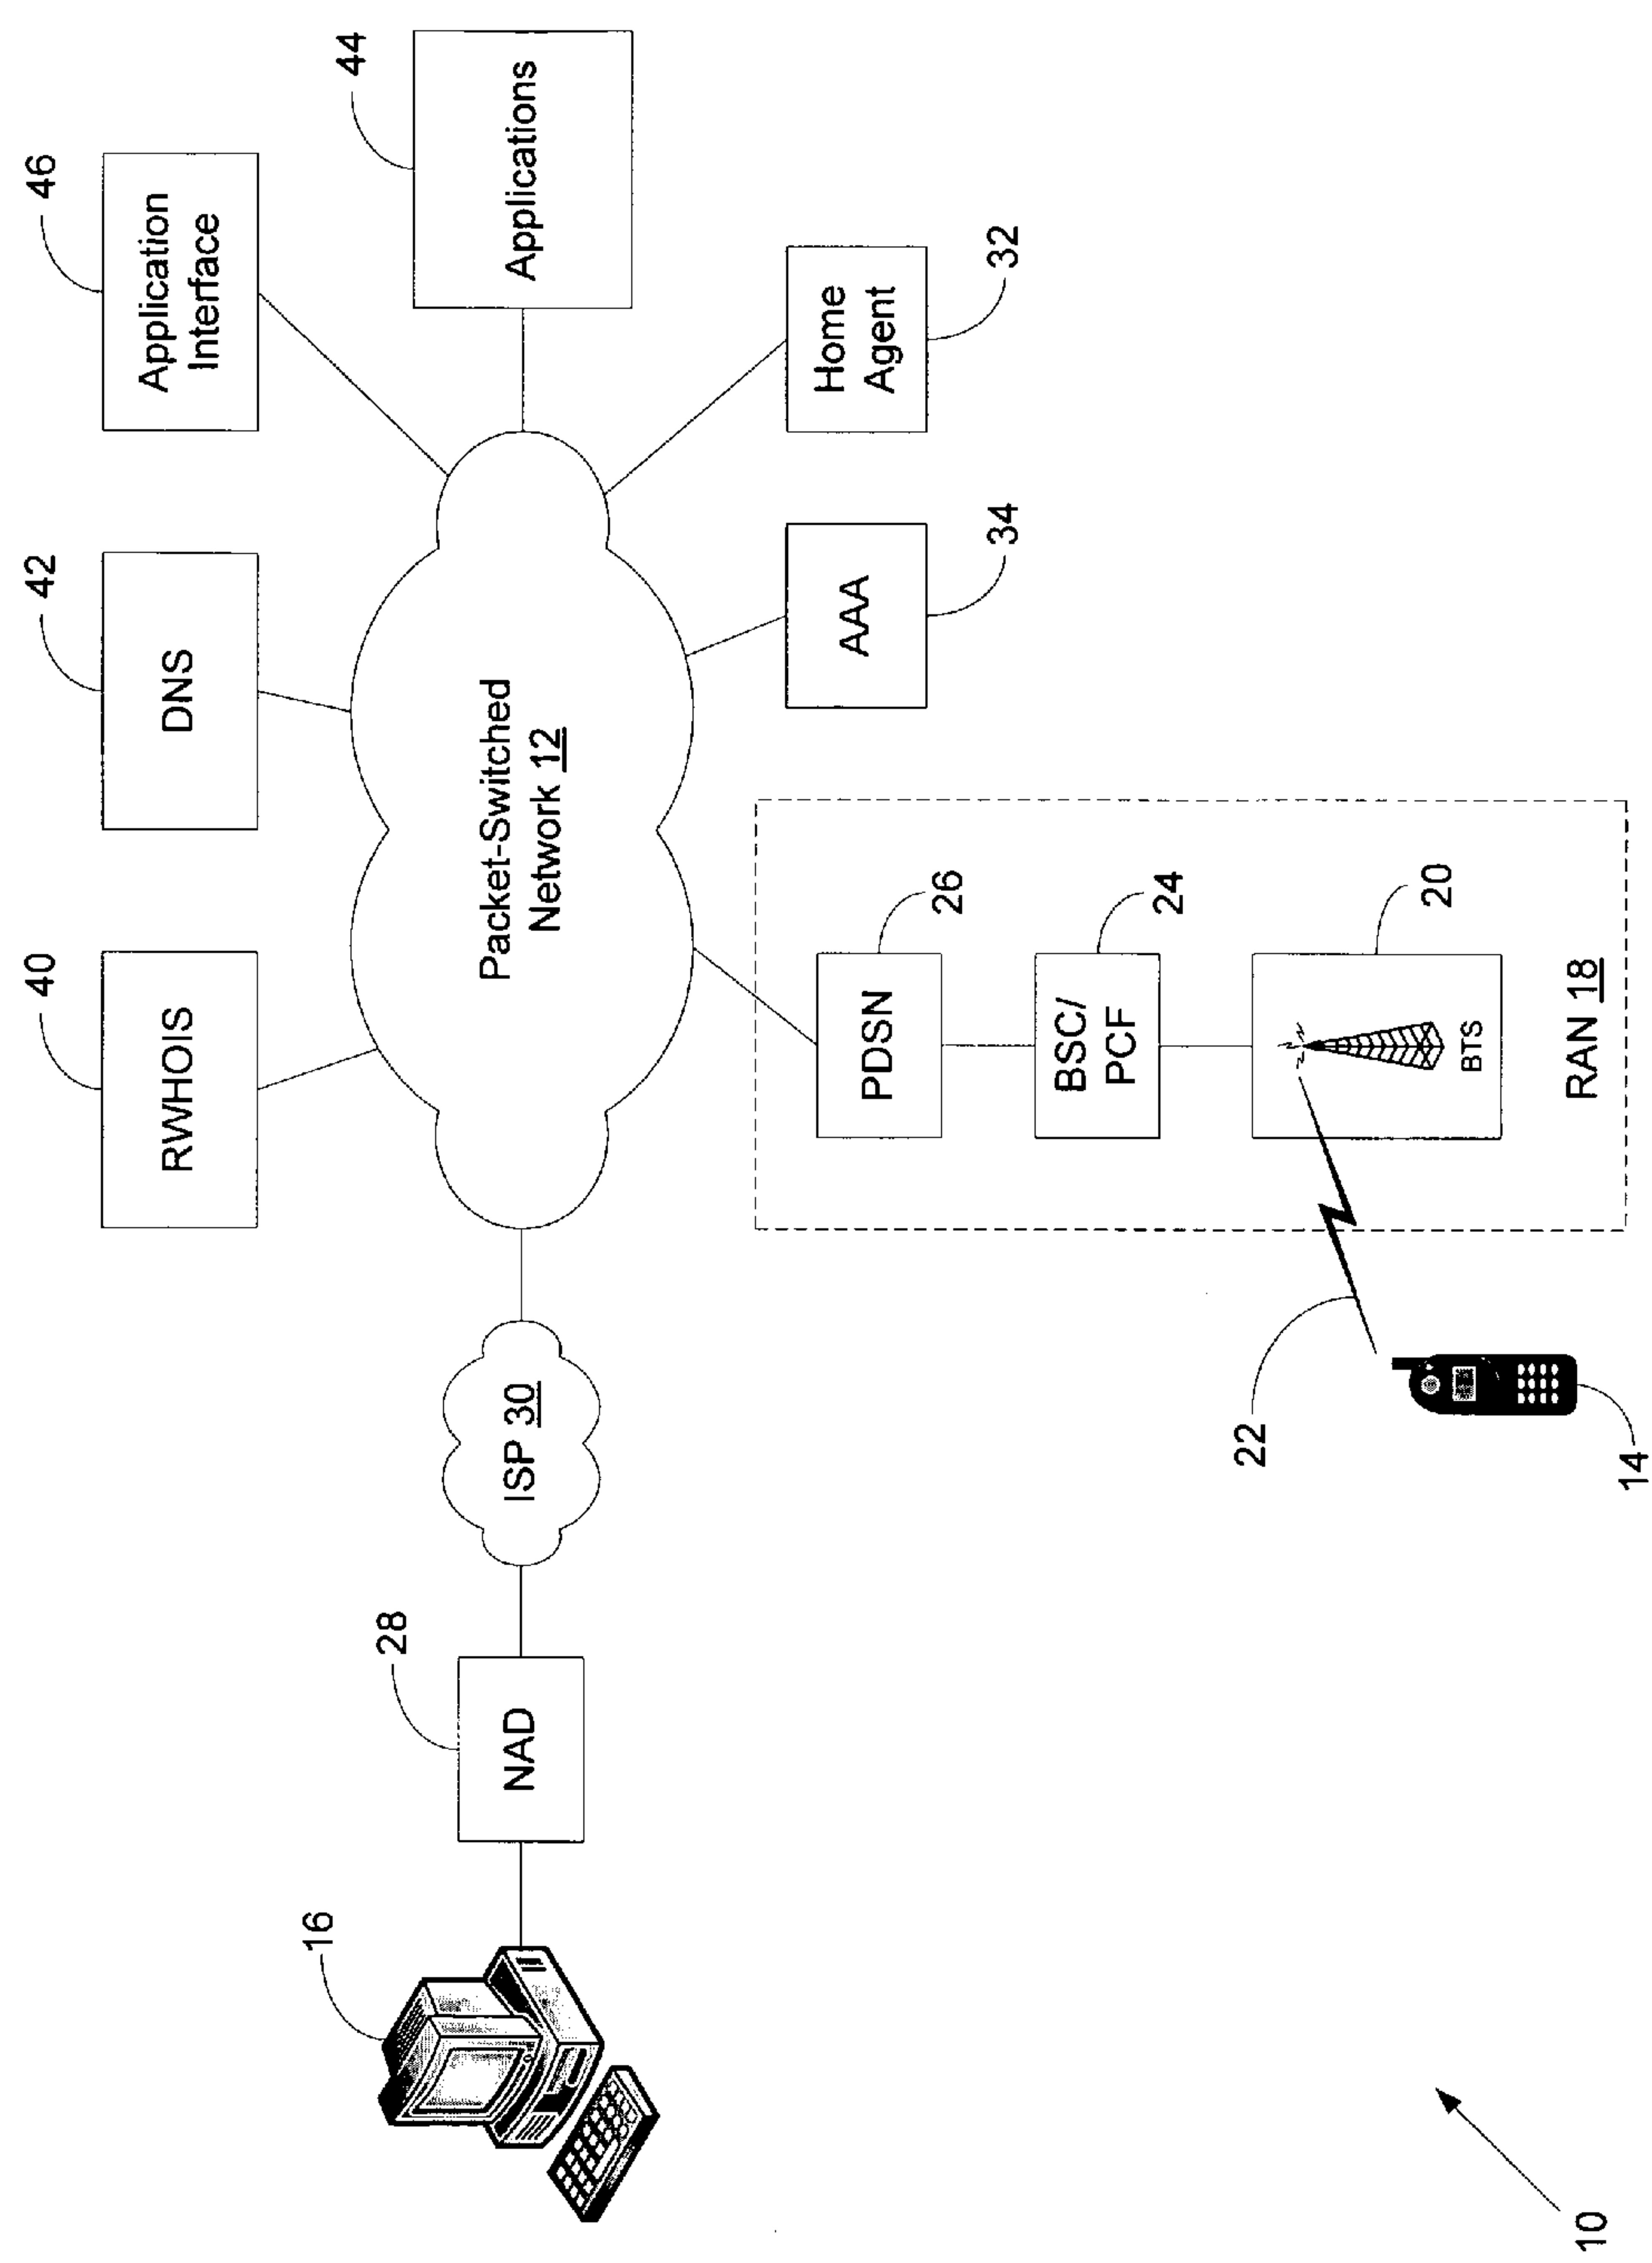 40
42
46
RWHOIS
DNS
Application
Interface
44
Applications
16
28
NAD
ISP 30
Packet-Switched
Network 12
AAA
34
Home
Agent
32
PDSN
26
BSC/
PCF
24
22
BTS
20
RAN 18
14
10